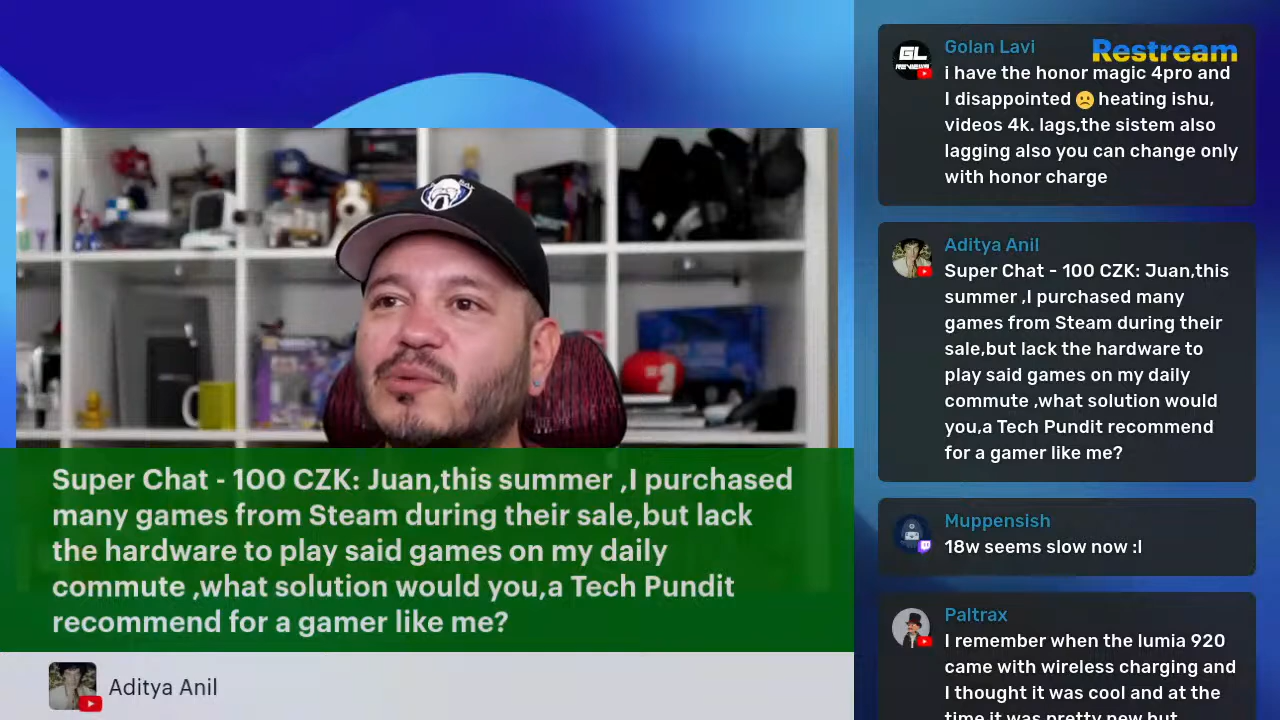 Super Chat - 100 CZK: Juan,this summer ,I purchased
many games from Steam during their sale,but lack
the hardware to play said games on my daily
commute ,what solution would you,a Tech Pundit
recommend for a gamer like me?
Aditya Anil
Restream
Golan Lavi
i have the honor magic 4pro and
I disappointed ☹️ heating ishu,
videos 4k. lags,the sistem also
lagging also you can change only
with honor charge
Aditya Anil
Super Chat - 100 CZK: Juan,this
summer ,I purchased many
games from Steam during their
sale,but lack the hardware to
play said games on my daily
commute ,what solution would
you,a Tech Pundit recommend
for a gamer like me?
Muppensish
18w seems slow now :l
Paltrax
I remember when the lumia 920
came with wireless charging and
I thought it was cool and at the
time it was pretty new but